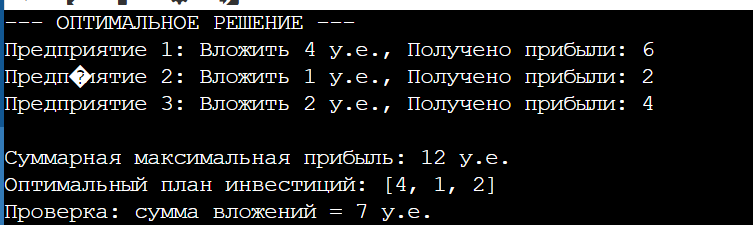 --- ОПТИМАЛЬНОЕ РЕШЕНИЕ ---
Предприятие 1: Вложить 4 у.е., Получено прибыли: 6
Предп�иятие 2: Вложить 1 у.е., Получено прибыли: 2
Предприятие 3: Вложить 2 у.е., Получено прибыли: 4
Суммарная максимальная прибыль: 12 у.е.
Оптимальный план инвестиций: [4, 1, 2]
Проверка: сумма вложений = 7 у.е.